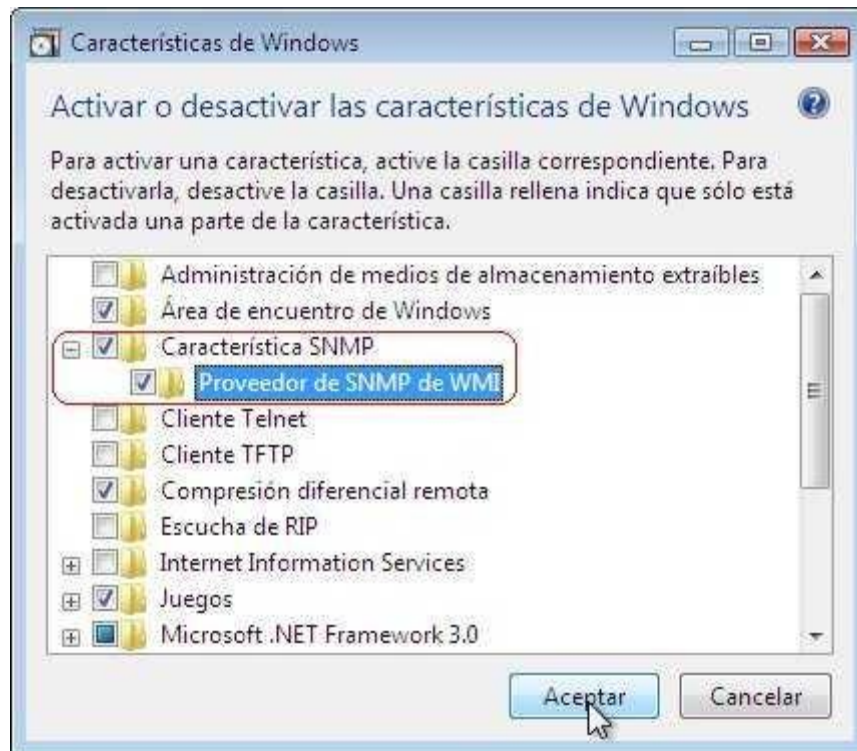 Características de Windows
Activar o desactivar las características de Windows
Para activar una característica, active la casilla correspondiente. Para
desactivarla, desactive la casilla. Una casilla rellena indica que sólo está
activada una parte de la característica.
Administración de medios de almacenamiento extraíbles
Área de encuentro de Windows
Característica SNMP
Proveedor de SNMP de WMI
Cliente Telnet
Cliente TFTP
Compresión diferencial remota
Escucha de RIP
Internet Information Services
Juegos
Microsoft .NET Framework 3.0
Aceptar
Cancelar